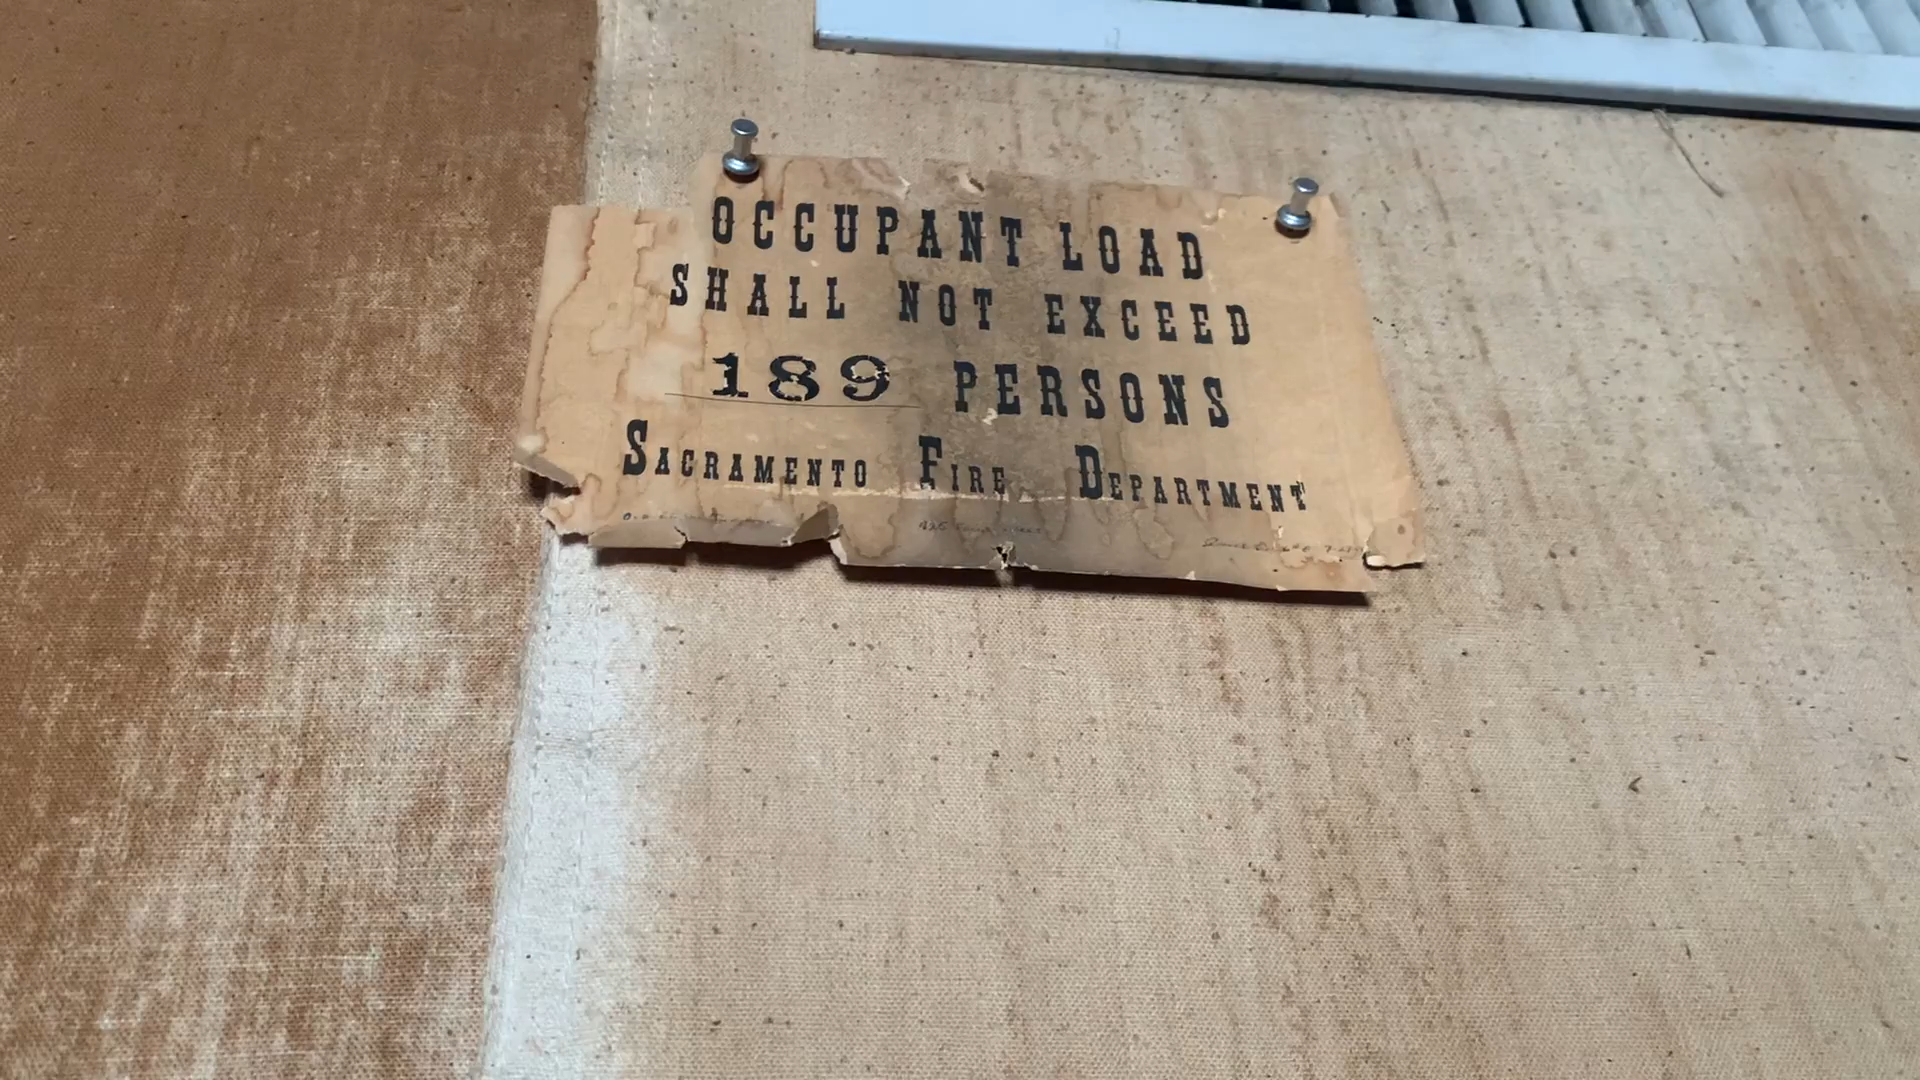 OCCUPANT LOAD
SHALL NOT EXCEED
189 PERSONS
SACRAMENTO FIRE DEPARTMENT